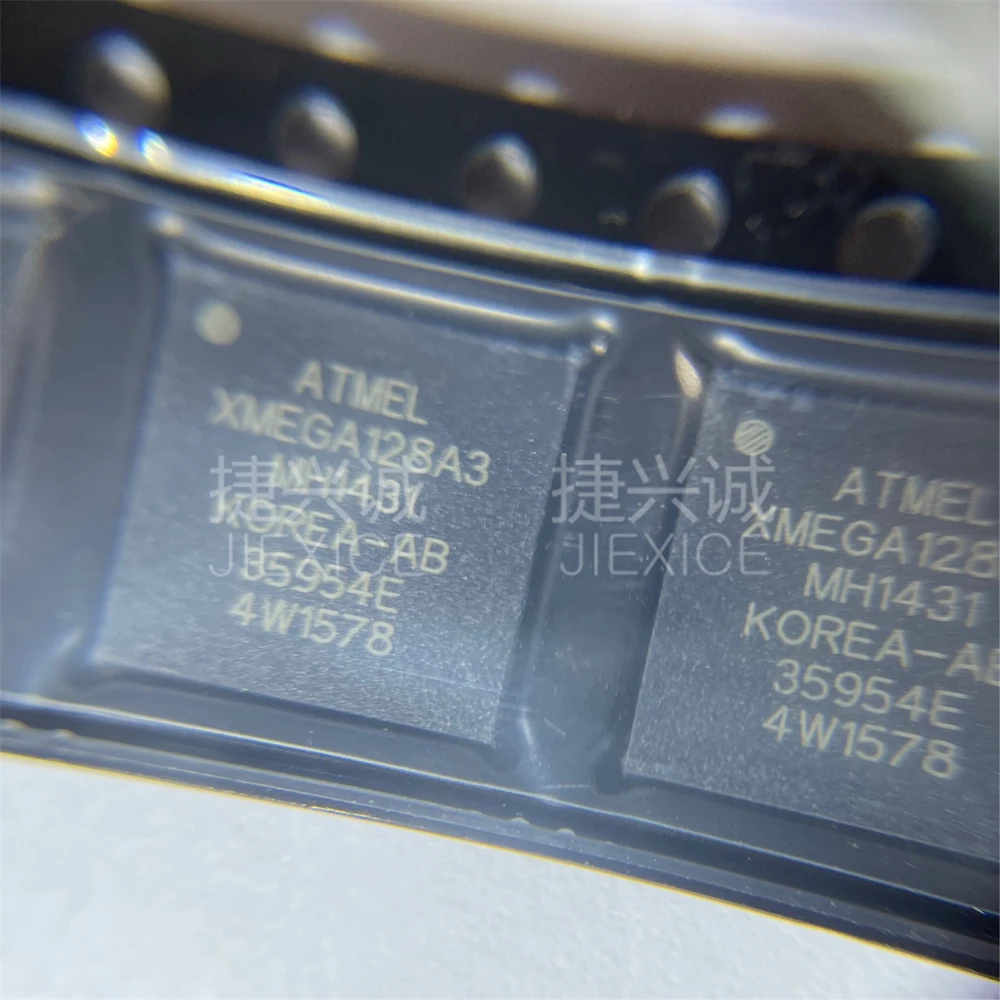 ATMEL
XMEGA128A3
MH1431
KOREA-AB
35954E
4W1578
ATMEL
XMEGA128
MH1431
KOREA-AB
35954E
4W1578
捷兴诚
JIEXICE
捷兴诚
JIEXICE